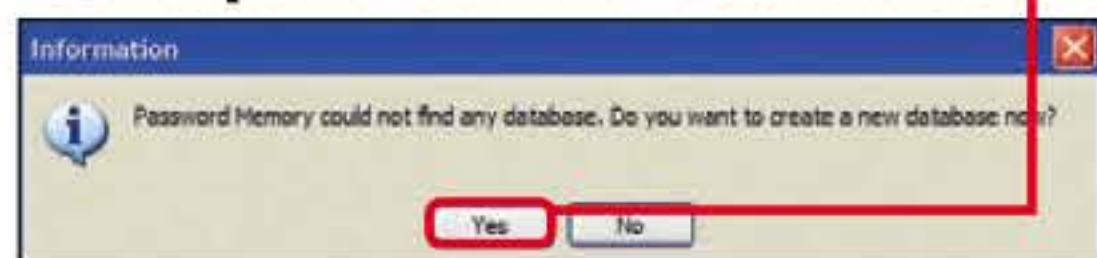 Information
Password Memory could not find any database. Do you want to create a new database now?
Yes
No